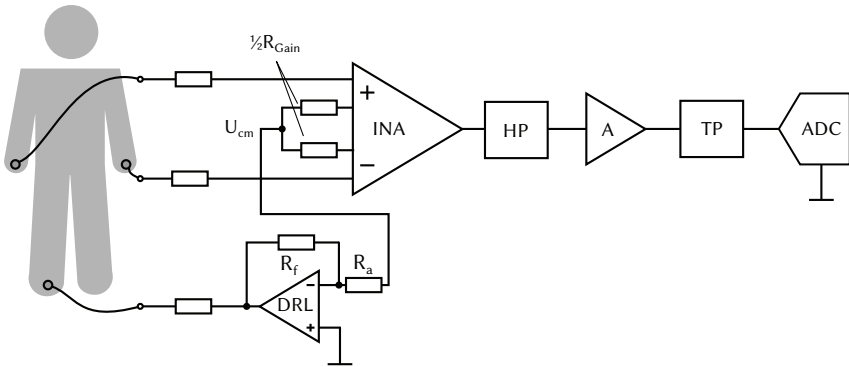 ½R_Gain
U_cm
+
INA
−
HP
A
TP
ADC
R_f
R_a
−
DRL
+